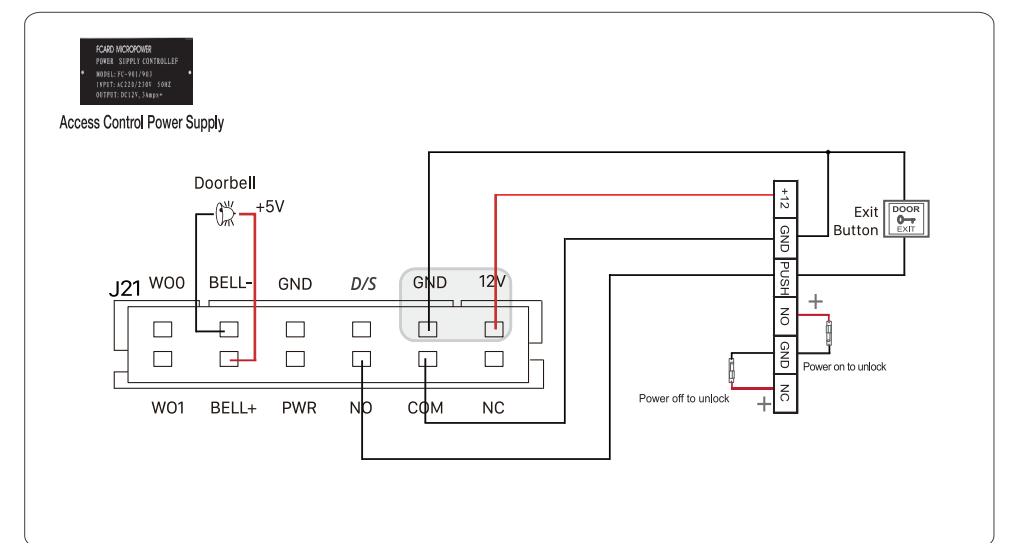 FCARD MICROPOWER
POWER SUPPLY CONTROLLEF
MODEL: FC-901/903
INPUT: AC220/230V 50HZ
OUTPUT: DC12V, 3Amps+
Access Control Power Supply
Doorbell
+5V
J21
WO0 BELL- GND D/S GND 12V
WO1 BELL+ PWR NO COM NC
+12
GND
PUSH
NO
GND
NC
Exit
Button
DOOR
EXIT
+
Power on to unlock
Power off to unlock
+